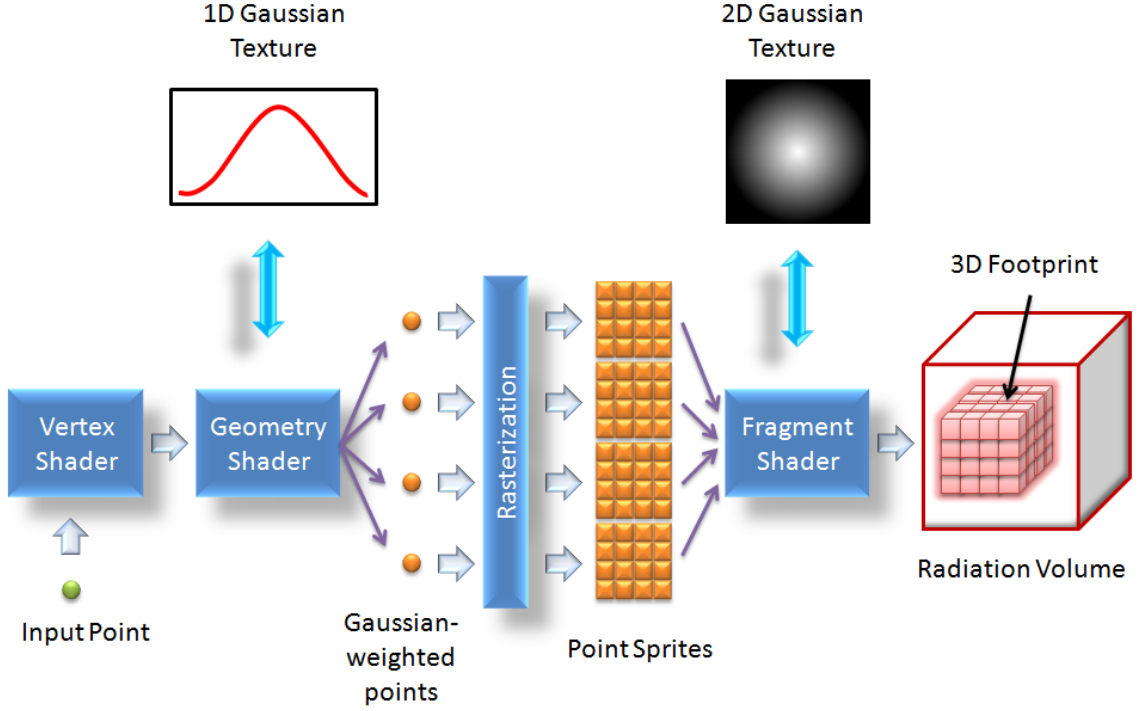 1D Gaussian
Texture
2D Gaussian
Texture
3D Footprint
Vertex
Shader
Geometry
Shader
Rasterization
Fragment
Shader
Radiation Volume
Input Point
Gaussian-
weighted
points
Point Sprites